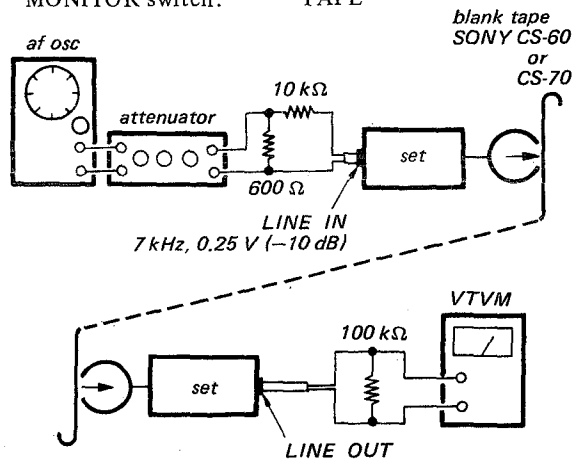 MONITOR switch: TAPE
blank tape
SONY CS-60
or
CS-70
af osc
attenuator
10 kΩ
600 Ω
set
LINE IN
7 kHz, 0.25 V (−10 dB)
VTVM
100 kΩ
set
LINE OUT